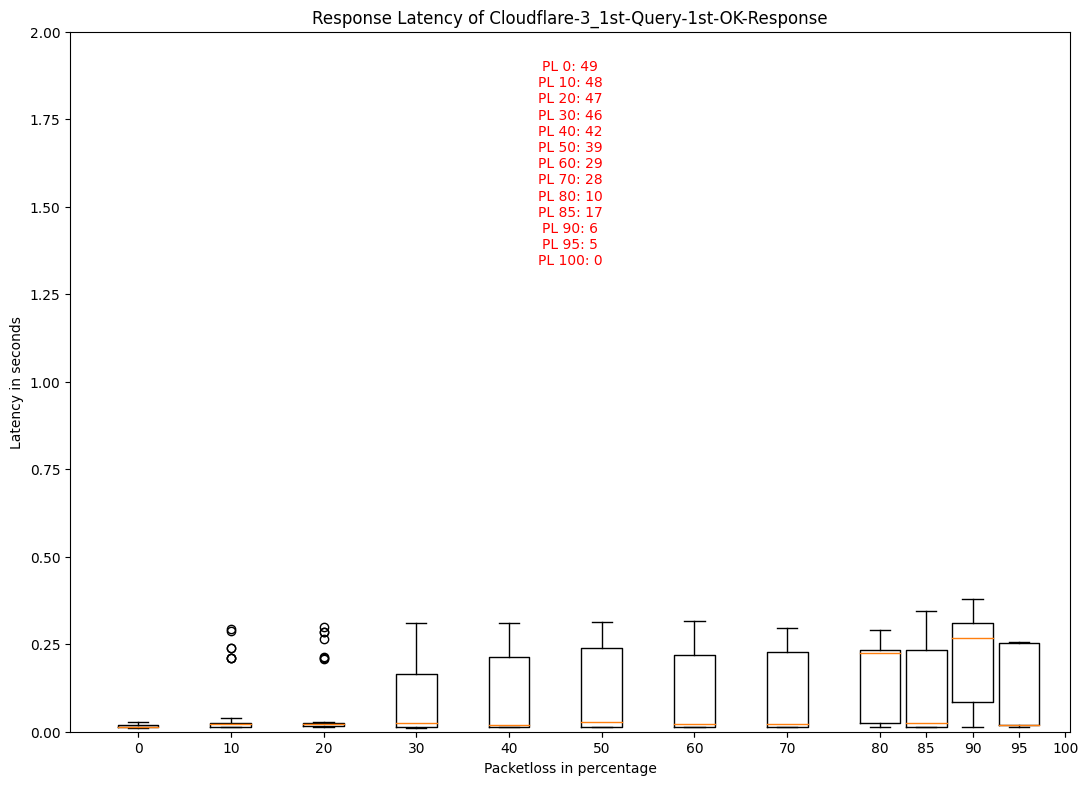 Response Latency of Cloudflare-3_1st-Query-1st-OK-Response
2.00
1.75
1.50
1.25
1.00
0.75
0.50
0.25
0.00
Latency in seconds
PL 0: 49
PL 10: 48
PL 20: 47
PL 30: 46
PL 40: 42
PL 50: 39
PL 60: 29
PL 70: 28
PL 80: 10
PL 85: 17
PL 90: 6
PL 95: 5
PL 100: 0
0 10 20 30 40 50 60 70 80 85 90 95 100
Packetloss in percentage